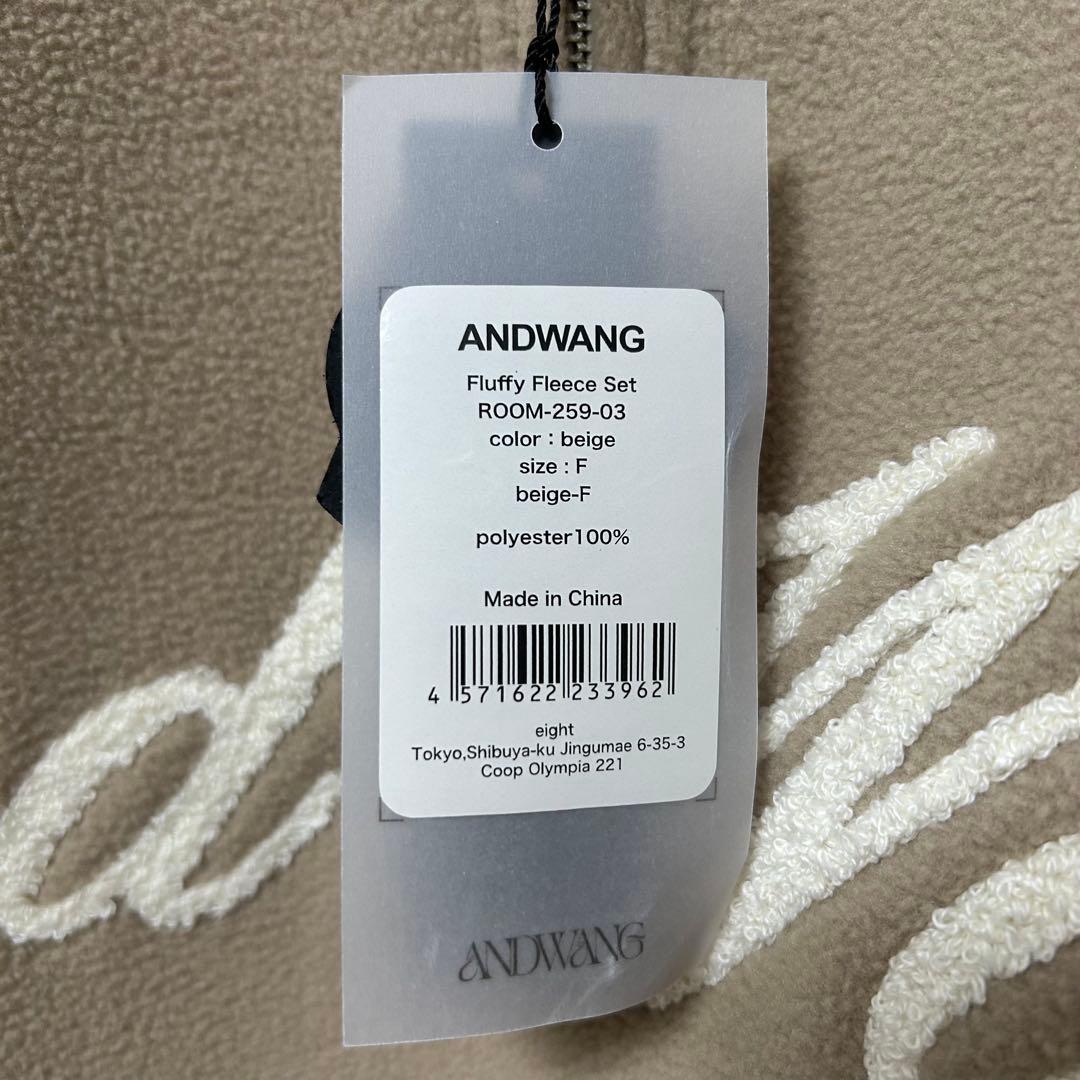 ANDWANG
Fluffy Fleece Set
ROOM-259-03
color : beige
size : F
beige-F
polyester100%
Made in China
4 571622 233962
eight
Tokyo,Shibuya-ku Jingumae 6-35-3
Coop Olympia 221
ANDWANG